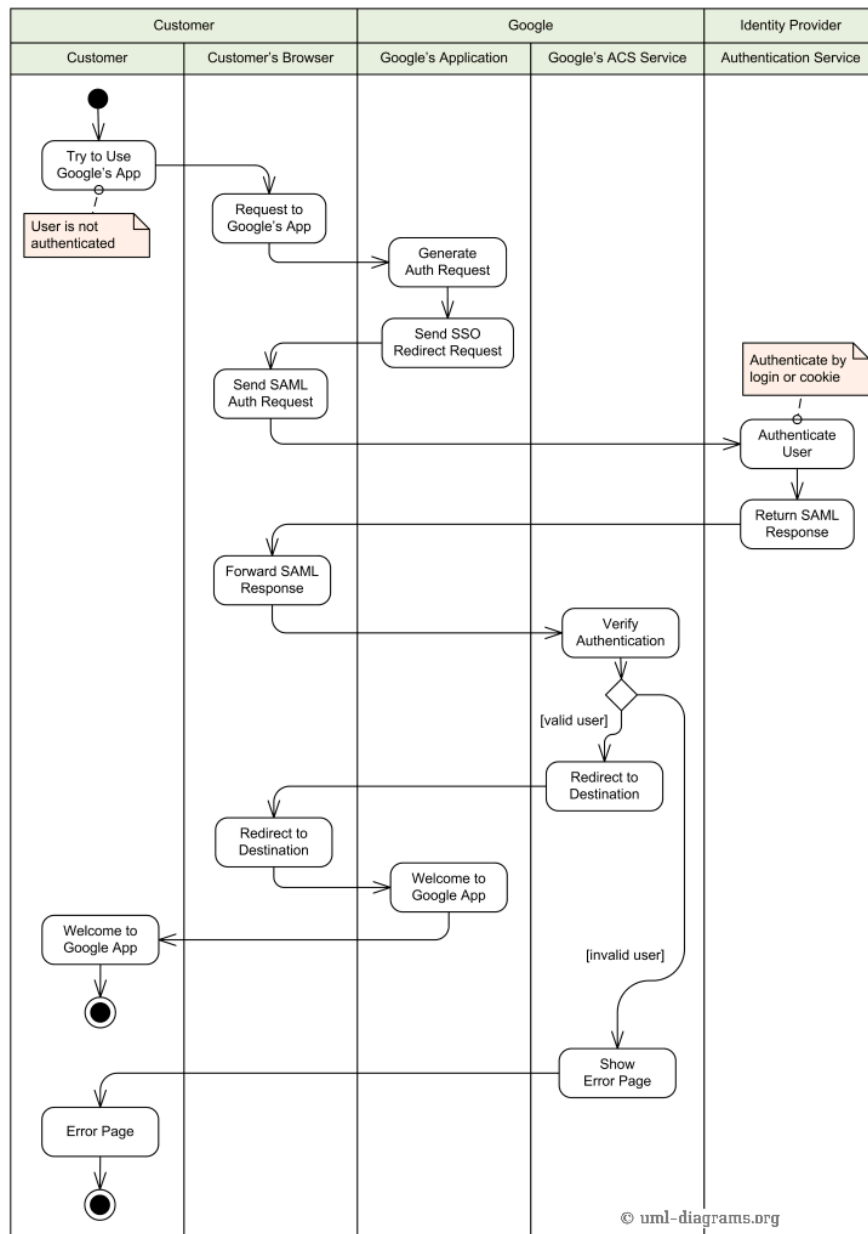 Customer
Google
Identity Provider
Customer
Customer's Browser
Google's Application
Google's ACS Service
Authentication Service
Try to Use
Google's App
User is not
authenticated
Request to
Google's App
Generate
Auth Request
Send SSO
Redirect Request
Send SAML
Auth Request
Authenticate by
login or cookie
Authenticate
User
Return SAML
Response
Forward SAML
Response
Verify
Authentication
[valid user]
Redirect to
Destination
Redirect to
Destination
Welcome to
Google App
Welcome to
Google App
[invalid user]
Show
Error Page
Error Page
© uml-diagrams.org